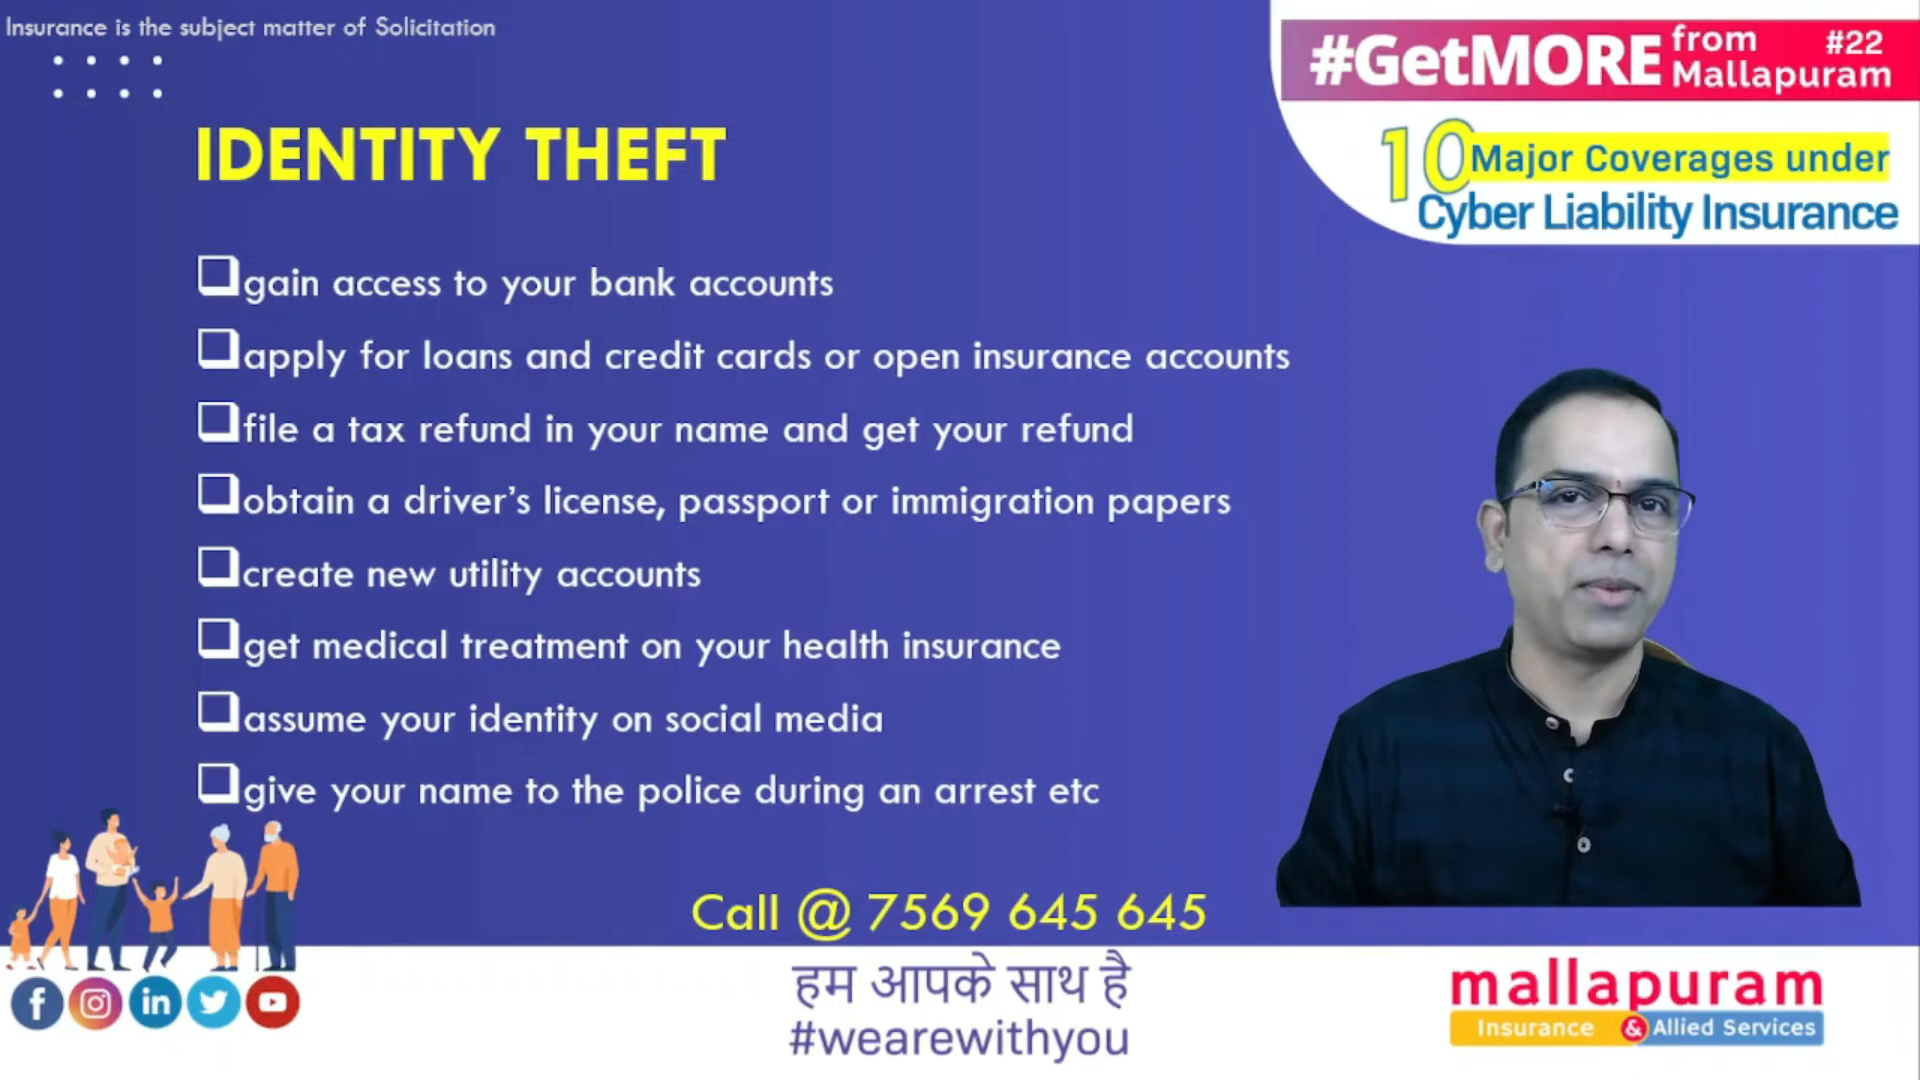 Insurance is the subject matter of Solicitation
#GetMORE from Mallapuram #22
10 Major Coverages under
Cyber Liability Insurance
IDENTITY THEFT
gain access to your bank accounts
apply for loans and credit cards or open insurance accounts
file a tax refund in your name and get your refund
obtain a driver's license, passport or immigration papers
create new utility accounts
get medical treatment on your health insurance
assume your identity on social media
give your name to the police during an arrest etc
Call @ 7569 645 645
हम आपके साथ है
#wearewithyou
mallapuram
Insurance & Allied Services